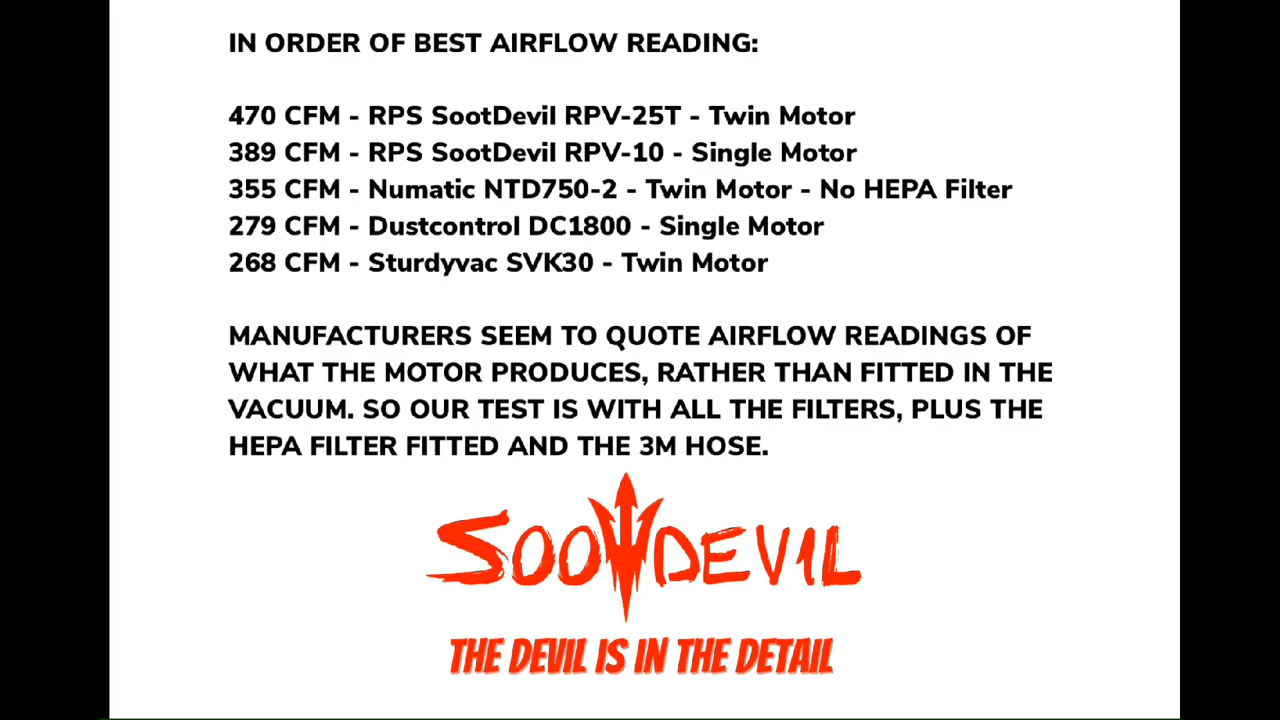 IN ORDER OF BEST AIRFLOW READING:
470 CFM - RPS SootDevil RPV-25T - Twin Motor
389 CFM - RPS SootDevil RPV-10 - Single Motor
355 CFM - Numatic NTD750-2 - Twin Motor - No HEPA Filter
279 CFM - Dustcontrol DC1800 - Single Motor
268 CFM - Sturdyvac SVK30 - Twin Motor
MANUFACTURERS SEEM TO QUOTE AIRFLOW READINGS OF
WHAT THE MOTOR PRODUCES, RATHER THAN FITTED IN THE
VACUUM. SO OUR TEST IS WITH ALL THE FILTERS, PLUS THE
HEPA FILTER FITTED AND THE 3M HOSE.
SOOTDEVIL
THE DEVIL IS IN THE DETAIL